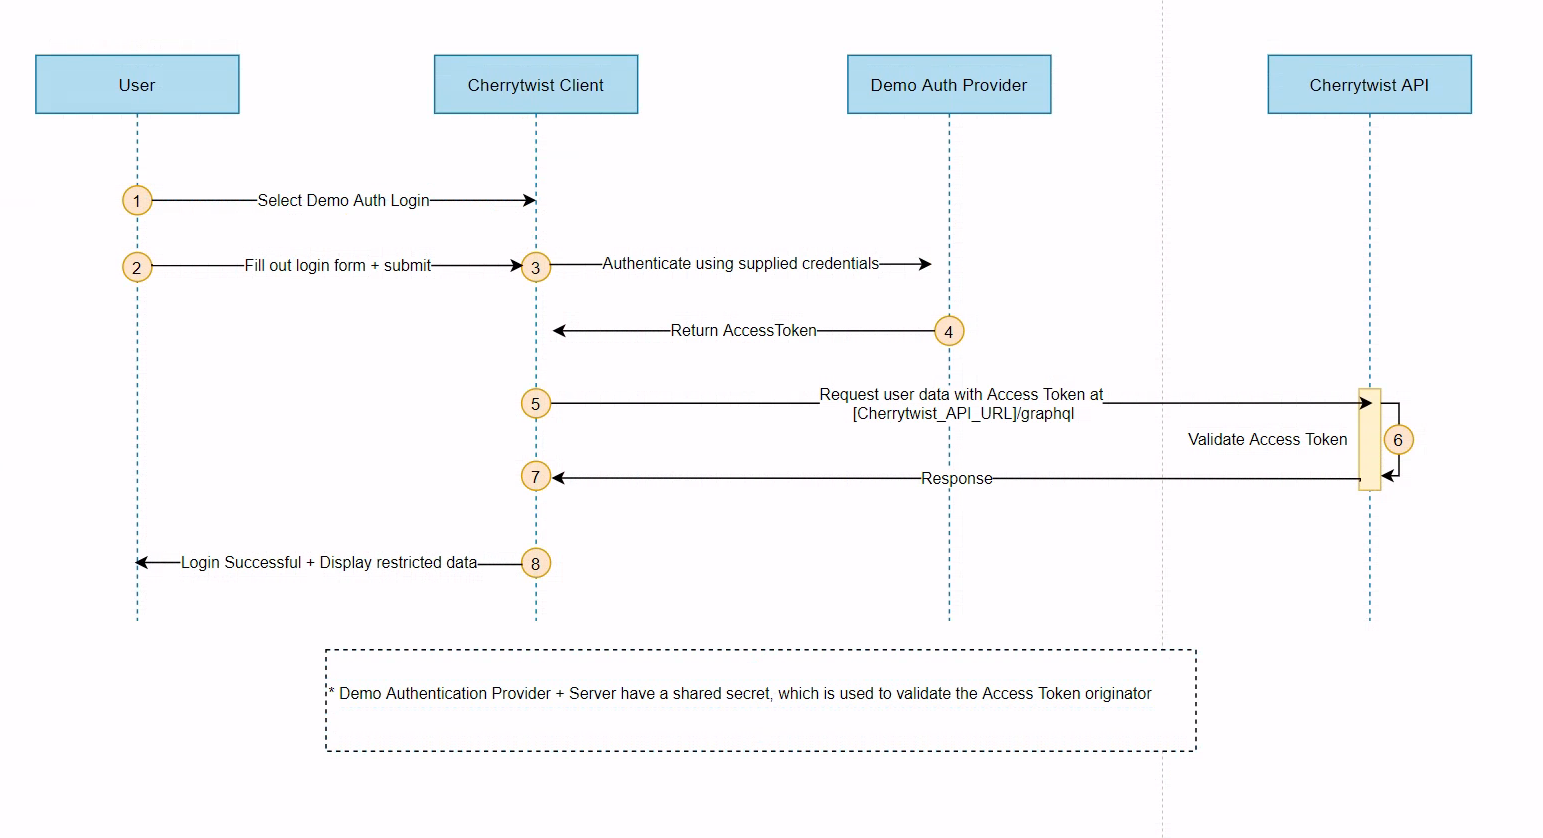 User
Cherrytwist Client
Demo Auth Provider
Cherrytwist API
1
Select Demo Auth Login
2
Fill out login form + submit
3
Authenticate using supplied credentials
Return AccessToken
4
5
Request user data with Access Token at
[Cherrytwist_API_URL]/graphql
Validate Access Token
6
7
Response
Login Successful + Display restricted data
8
* Demo Authentication Provider + Server have a shared secret, which is used to validate the Access Token originator